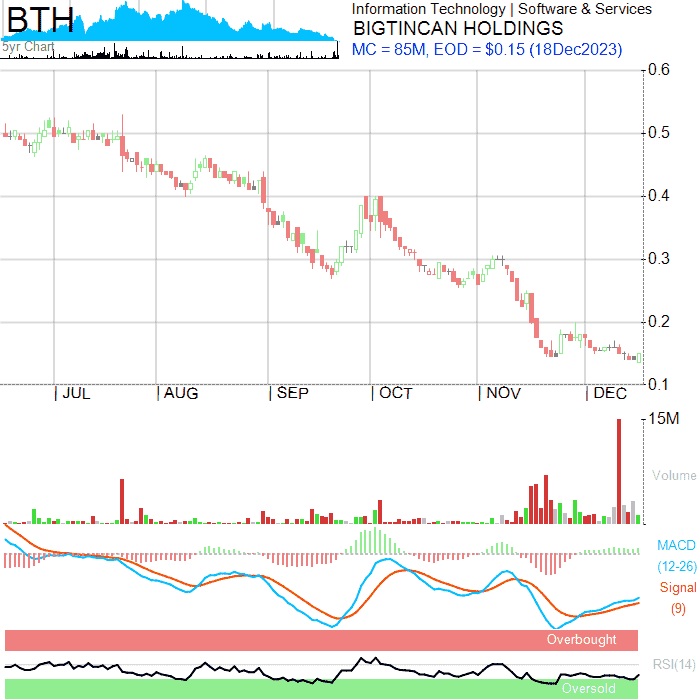 BTH
5yr Chart
Information Technology | Software & Services
BIGTINCAN HOLDINGS
MC = 85M, EOD = $0.15 (18Dec2023)
0.6
0.5
0.4
0.3
0.2
0.1
JUL
AUG
SEP
OCT
NOV
DEC
15M
Volume
MACD
(12-26)
Signal
(9)
Overbought
RSI(14)
Oversold